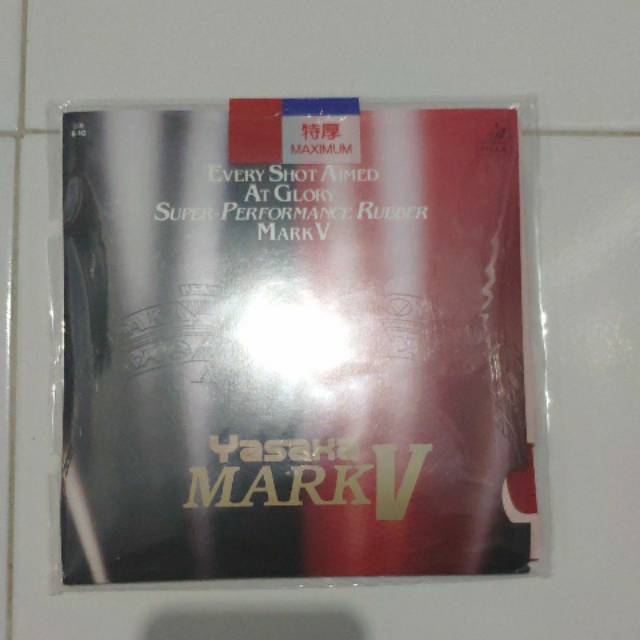 特厚
MAXIMUM
EVERY SHOT AIMED
AT GLORY
SUPER-PERFORMANCE RUBBER
MARK V
Yasaka
MARK V